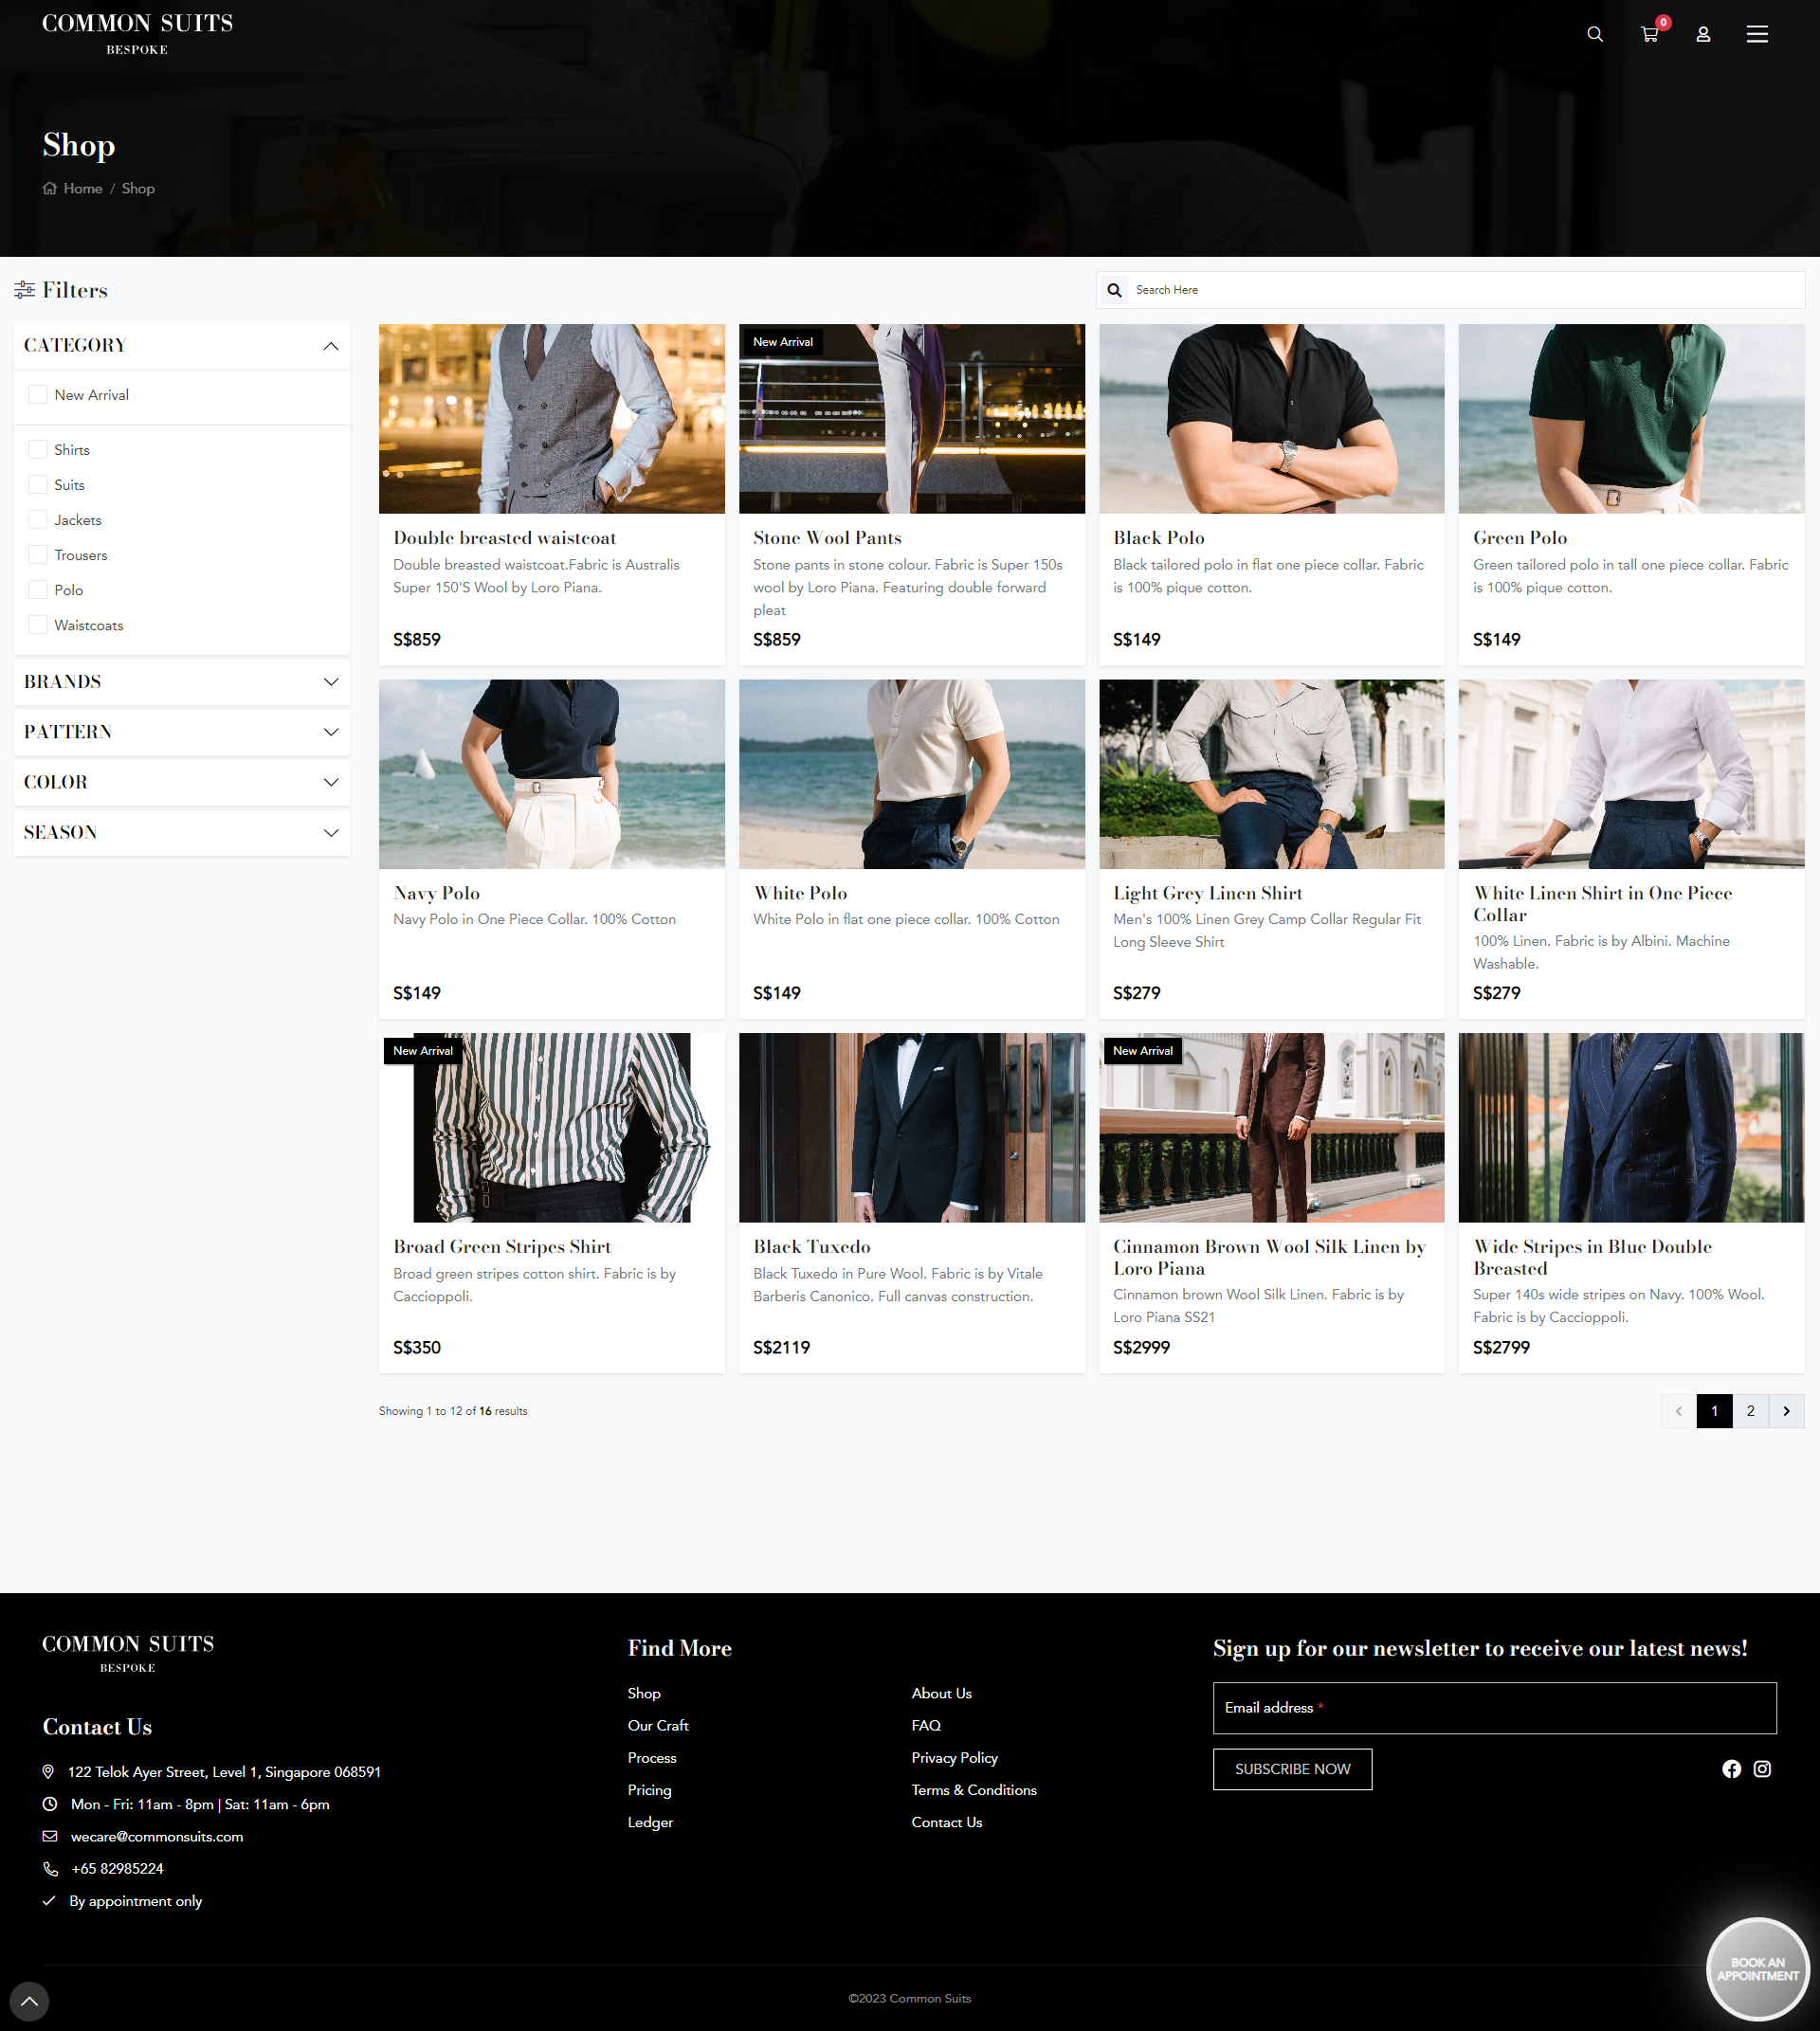 COMMON SUITS
BESPOKE
0
Shop
Home / Shop
Filters
Search Here
CATEGORY
New Arrival
Shirts
Suits
Jackets
Trousers
Polo
Waistcoats
BRANDS
PATTERN
COLOR
SEASON
Double breasted waistcoat
Double breasted waistcoat.Fabric is Australis
Super 150'S Wool by Loro Piana.
S$859
New Arrival
Stone Wool Pants
Stone pants in stone colour. Fabric is Super 150s
wool by Loro Piana. Featuring double forward
pleat
S$859
Black Polo
Black tailored polo in flat one piece collar. Fabric
is 100% pique cotton.
S$149
Green Polo
Green tailored polo in tall one piece collar. Fabric
is 100% pique cotton.
S$149
Navy Polo
Navy Polo in One Piece Collar. 100% Cotton
S$149
White Polo
White Polo in flat one piece collar. 100% Cotton
S$149
Light Grey Linen Shirt
Men's 100% Linen Grey Camp Collar Regular Fit
Long Sleeve Shirt
S$279
White Linen Shirt in One Piece
Collar
100% Linen. Fabric is by Albini. Machine
Washable.
S$279
New Arrival
Broad Green Stripes Shirt
Broad green stripes cotton shirt. Fabric is by
Caccioppoli.
S$350
Black Tuxedo
Black Tuxedo in Pure Wool. Fabric is by Vitale
Barberis Canonico. Full canvas construction.
S$2119
New Arrival
Cinnamon Brown Wool Silk Linen by
Loro Piana
Cinnamon brown Wool Silk Linen. Fabric is by
Loro Piana SS21
S$2999
Wide Stripes in Blue Double
Breasted
Super 140s wide stripes on Navy. 100% Wool.
Fabric is by Caccioppoli.
S$2799
Showing 1 to 12 of 16 results
1
2
COMMON SUITS
BESPOKE
Contact Us
122 Telok Ayer Street, Level 1, Singapore 068591
Mon - Fri: 11am - 8pm | Sat: 11am - 6pm
wecare@commonsuits.com
+65 82985224
By appointment only
Find More
Shop
Our Craft
Process
Pricing
Ledger
About Us
FAQ
Privacy Policy
Terms & Conditions
Contact Us
Sign up for our newsletter to receive our latest news!
Email address *
SUBSCRIBE NOW
BOOK AN
APPOINTMENT
©2023 Common Suits